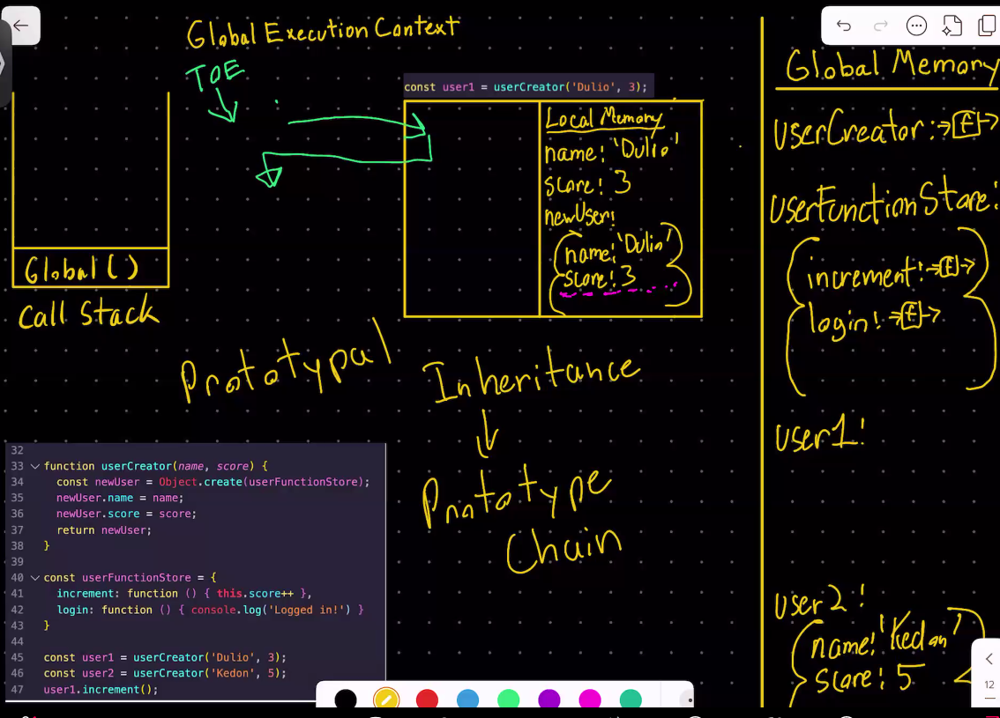 Global Execution Context
TOE
const user1 = userCreator('Dulio', 3);
Local Memory
name: 'Dulio'
score: 3
newUser:
name: 'Dulio'
score: 3
Global()
Call Stack
Prototypal Inheritance
Prototype
Chain
32
33 function userCreator(name, score) {
34 const newUser = Object.create(userFunctionStore);
35 newUser.name = name;
36 newUser.score = score;
37 return newUser;
38 }
39
40 const userFunctionStore = {
41 increment: function () { this.score++ },
42 login: function () { console.log('Logged in!') }
43 }
44
45 const user1 = userCreator('Dulio', 3);
46 const user2 = userCreator('Kedon', 5);
47 user1.increment();
Global Memory
userCreator: →[f]→
userFunctionStore:
increment: →[f]→
login: →[f]→
user1:
user2:
name: 'Kedon'
score: 5
12